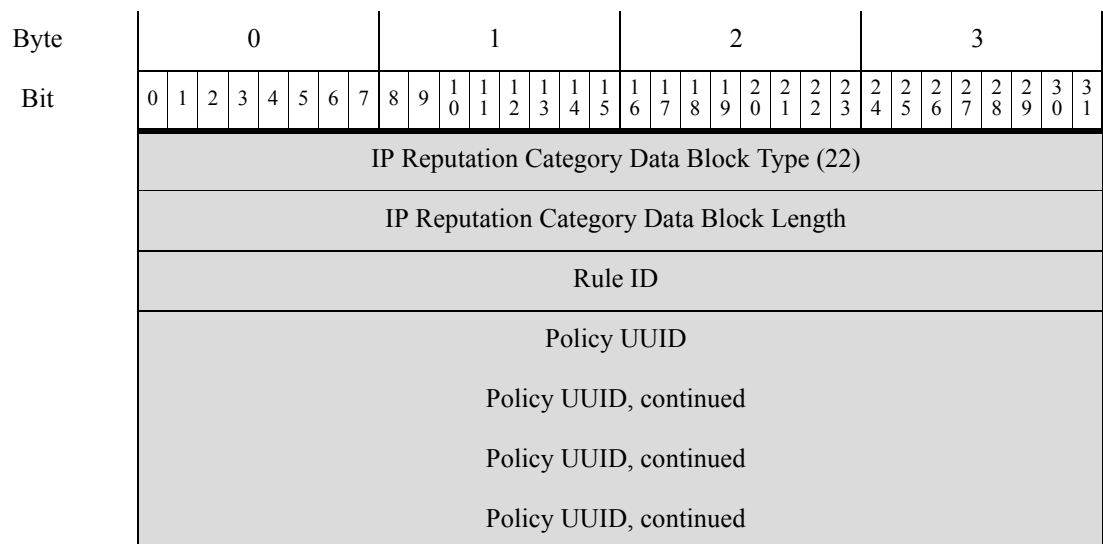 Byte 0 1 2 3
Bit 0 1 2 3 4 5 6 7 8 9 10 11 12 13 14 15 16 17 18 19 20 21 22 23 24 25 26 27 28 29 30 31
IP Reputation Category Data Block Type (22)
IP Reputation Category Data Block Length
Rule ID
Policy UUID
Policy UUID, continued
Policy UUID, continued
Policy UUID, continued